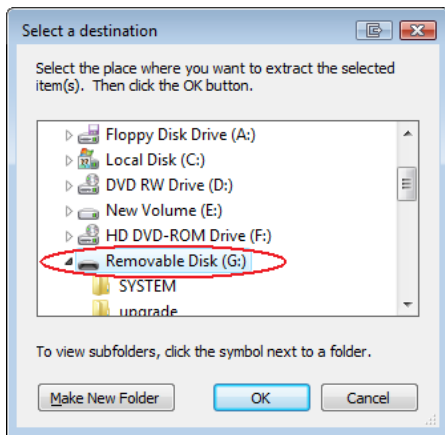 Select a destination
Select the place where you want to extract the selected
item(s). Then click the OK button.
Floppy Disk Drive (A:)
Local Disk (C:)
DVD RW Drive (D:)
New Volume (E:)
HD DVD-ROM Drive (F:)
Removable Disk (G:)
SYSTEM
upgrade
To view subfolders, click the symbol next to a folder.
Make New Folder OK Cancel